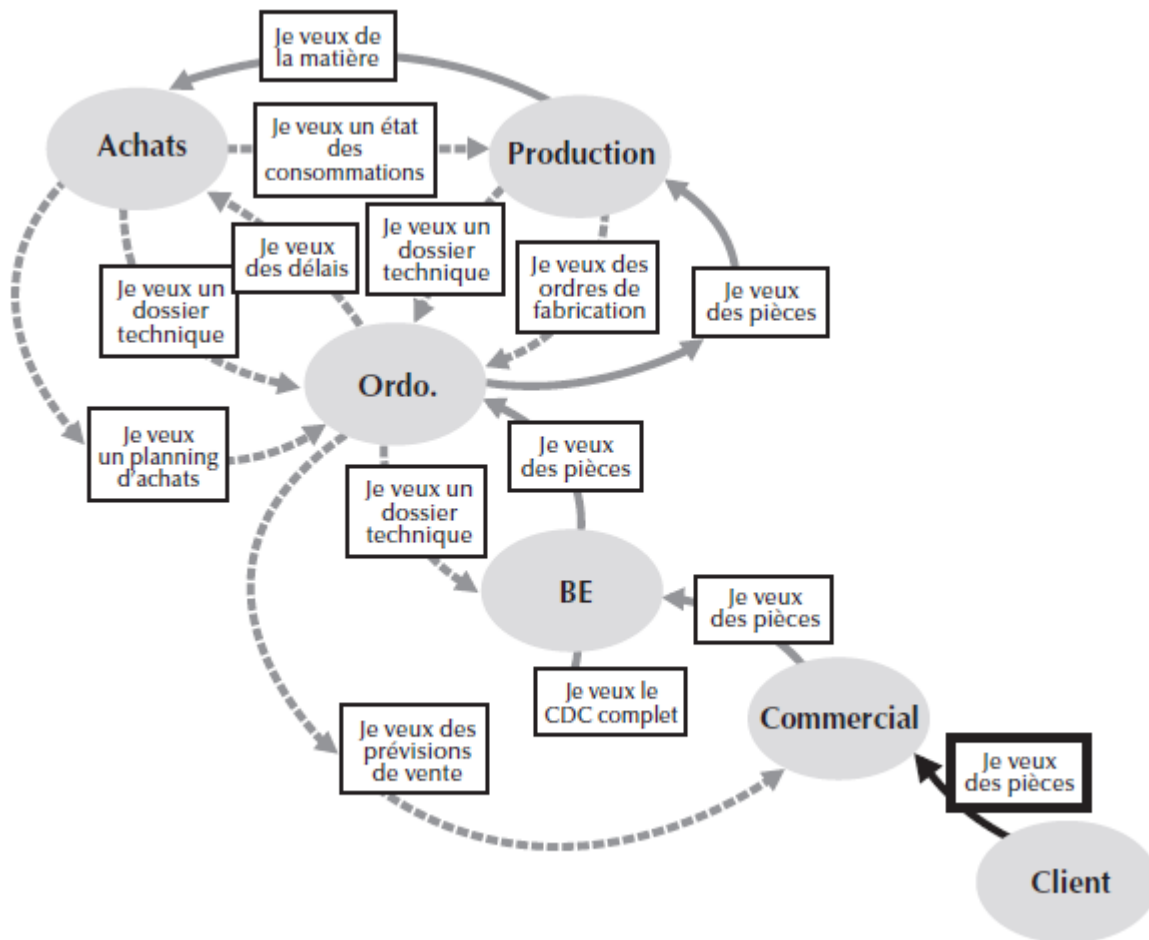 Je veux de
la matière
Achats
Je veux un état
des
consommations
Production
Je veux un
dossier
technique
Je veux
des délais
Je veux un
dossier
technique
Je veux des
ordres de
fabrication
Je veux
des pièces
Ordo.
Je veux
un planning
d'achats
Je veux un
dossier
technique
Je veux
des pièces
BE
Je veux
des pièces
Je veux le
CDC complet
Commercial
Je veux des
prévisions
de vente
Je veux
des pièces
Client